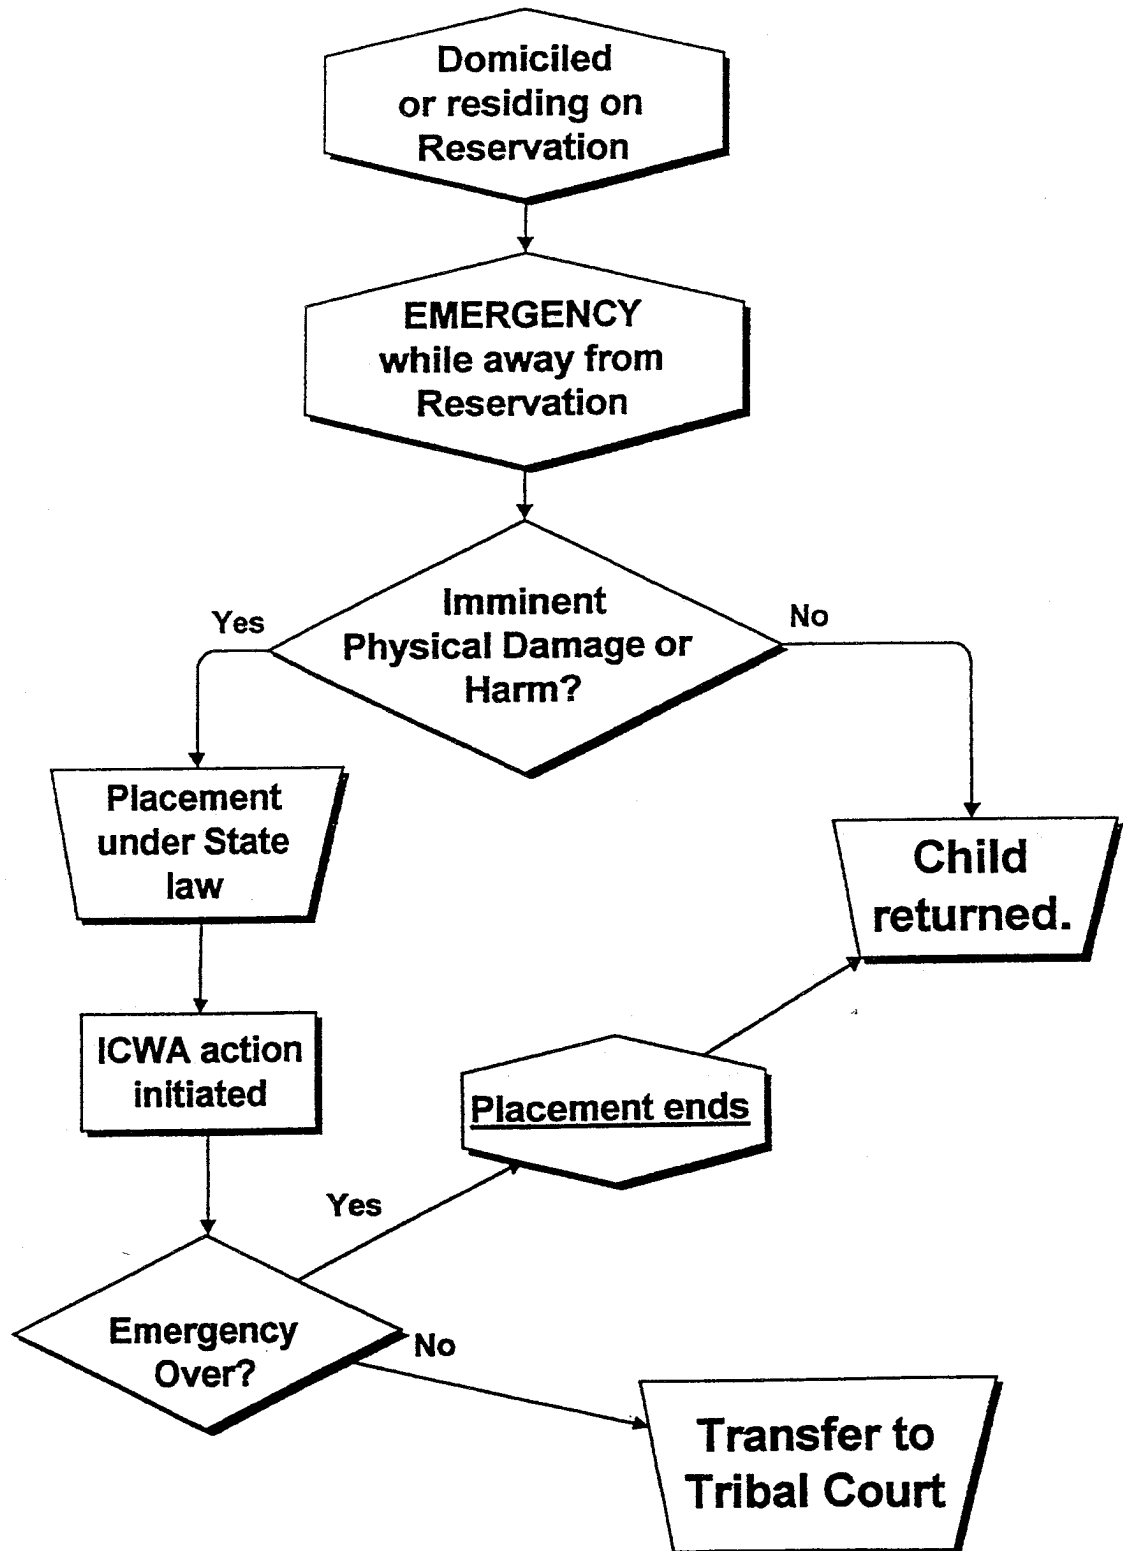 Domiciled
or residing on
Reservation
EMERGENCY
while away from
Reservation
Imminent
Physical Damage or
Harm?
Yes
No
Placement
under State
law
Child
returned.
ICWA action
initiated
Placement ends
Yes
Emergency
Over?
No
Transfer to
Tribal Court